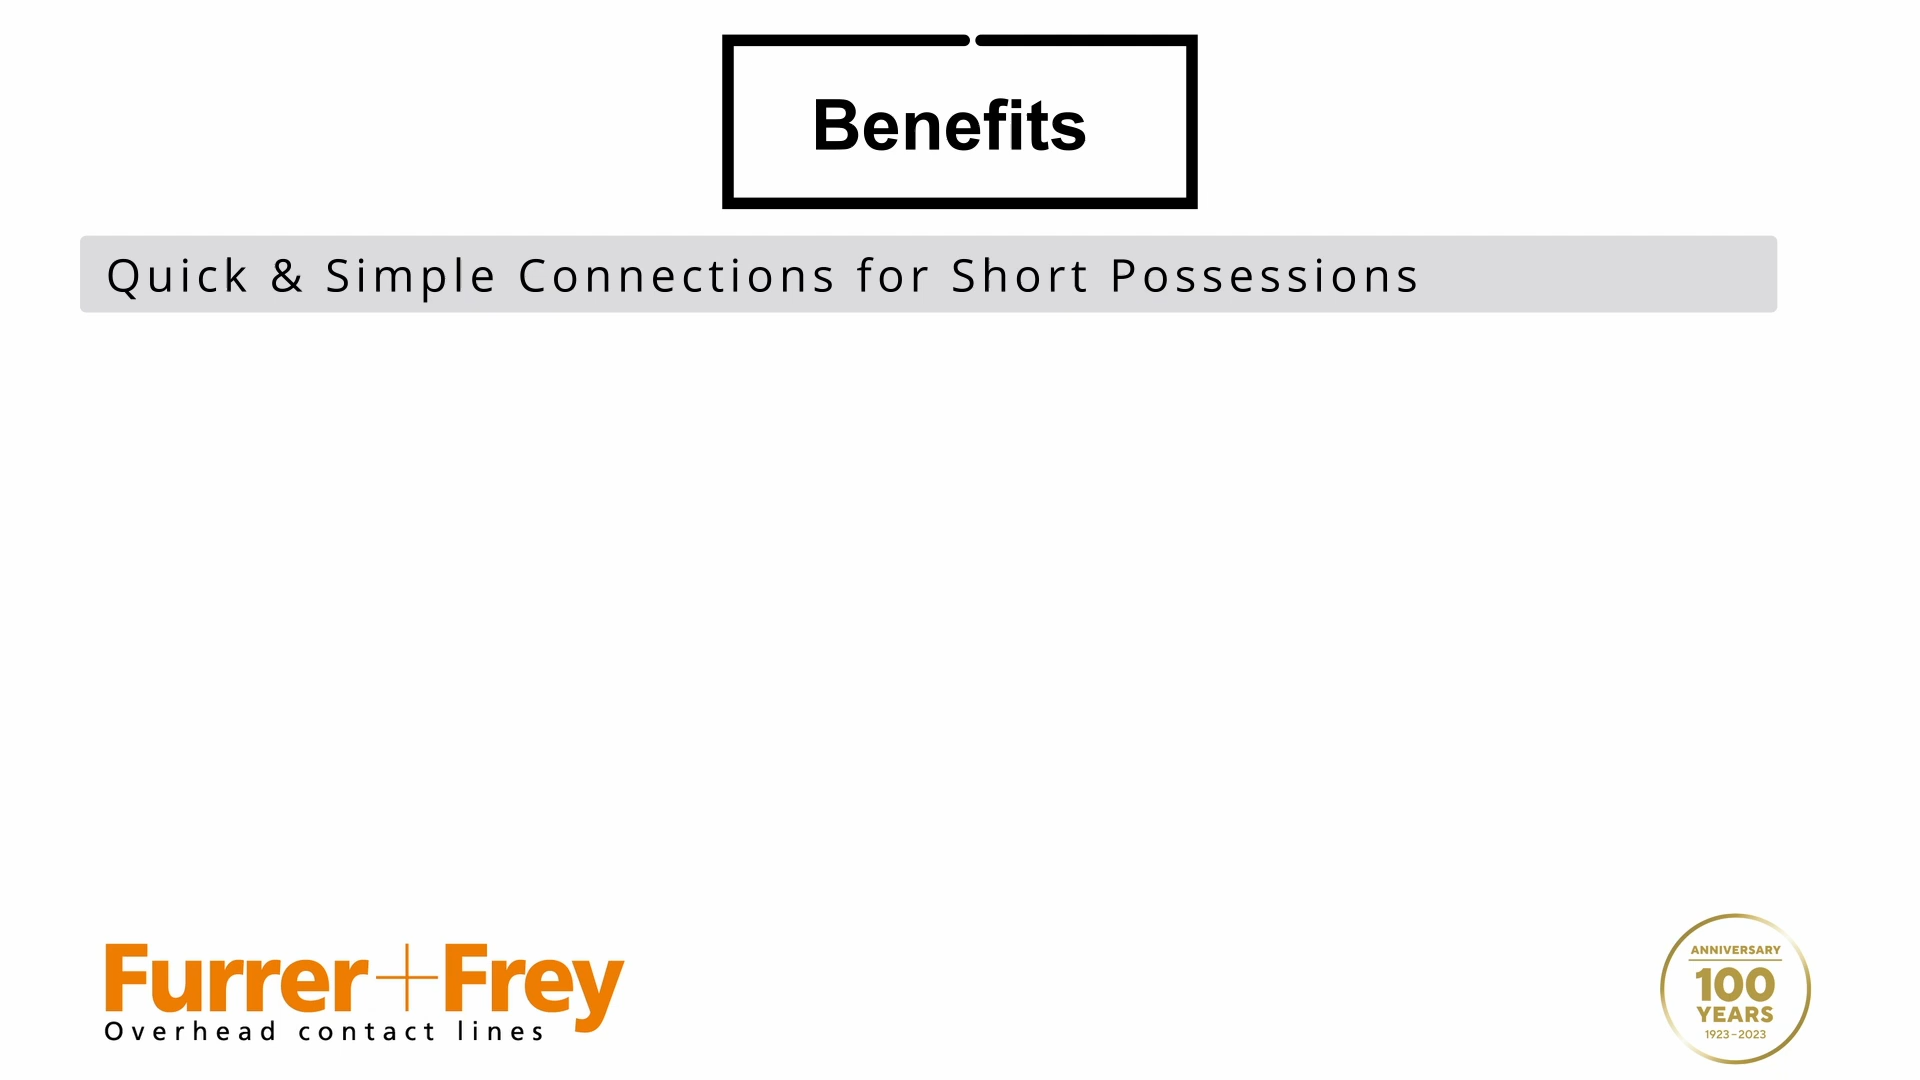 Benefits
Quick & Simple Connections for Short Possessions
Furrer+Frey
Overhead contact lines
ANNIVERSARY
100
YEARS
1923–2023